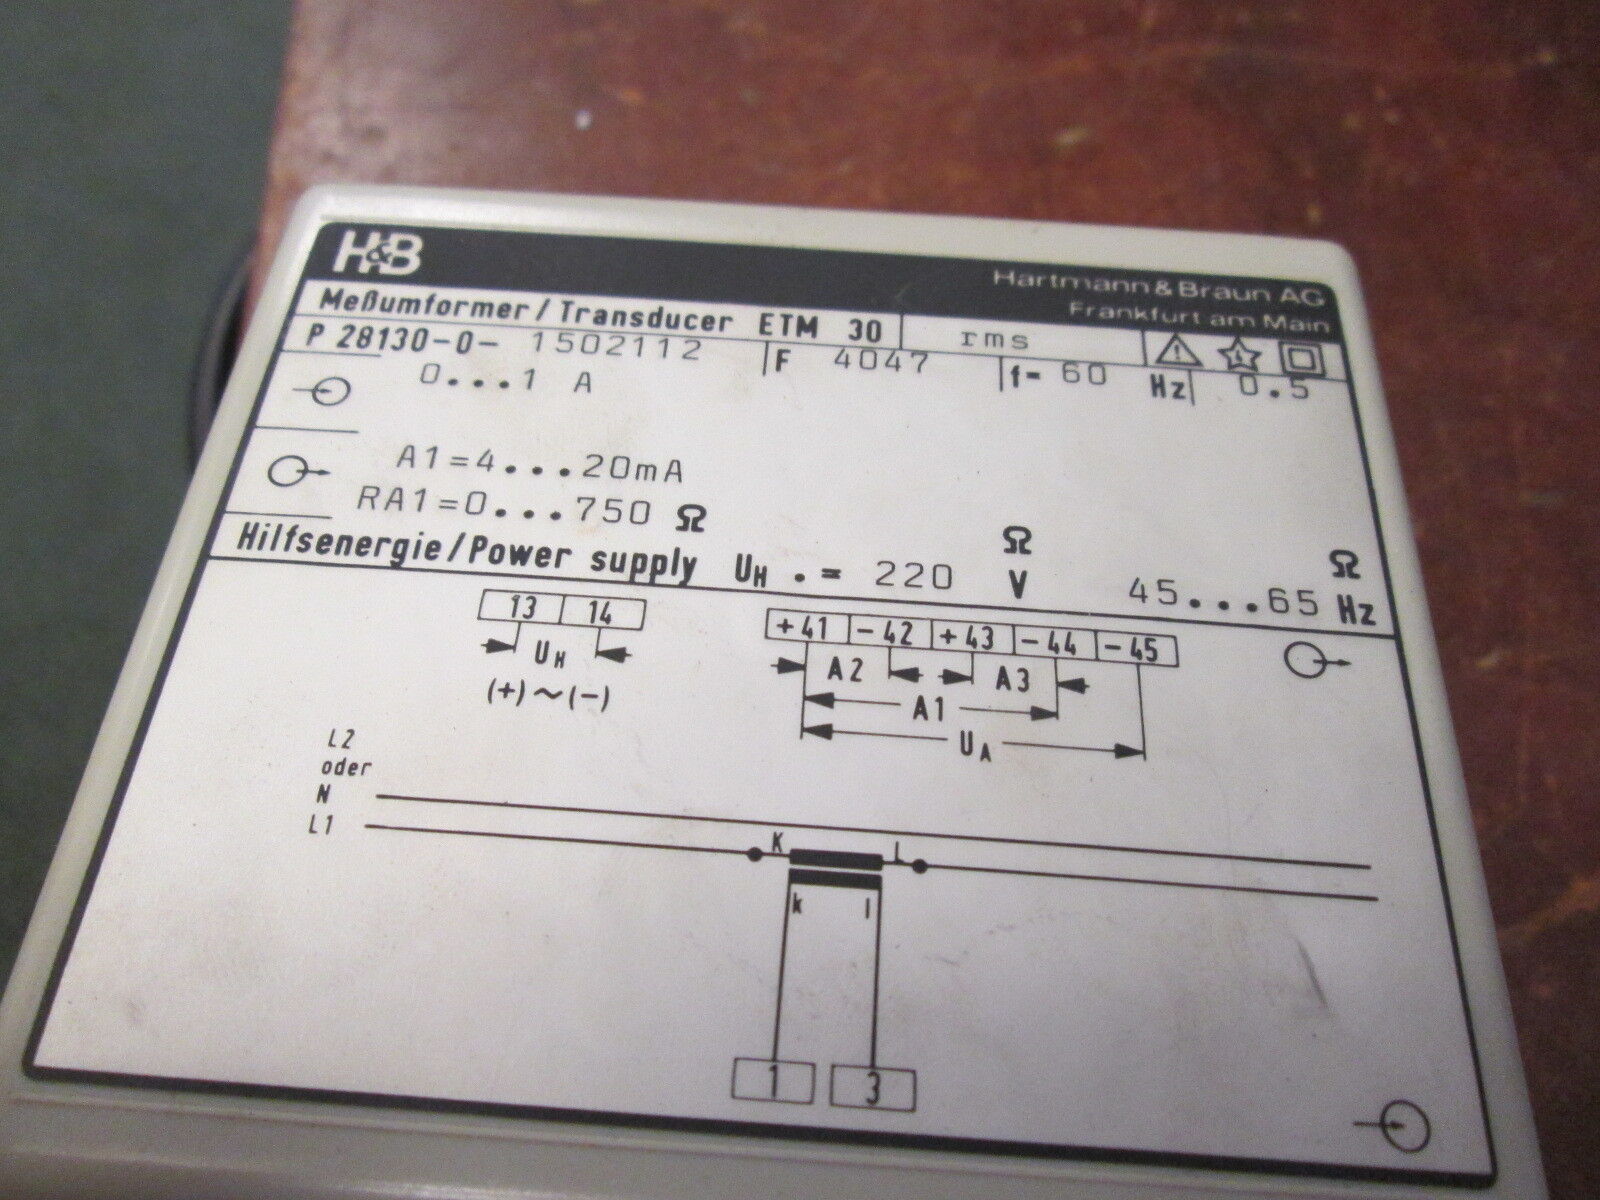 H&B
Hartmann & Braun AG
Frankfurt am Main
Meßumformer / Transducer ETM 30 rms
P 28130-0- 1502112 F 4047 f= 60 Hz 0.5
0...1 A
A1=4...20mA
RA1=0...750 Ω
Ω Ω
Hilfsenergie / Power supply UH . = 220 V 45...65 Hz
13 14 +41 -42 +43 -44 -45
UH A2 A3
(+) ~ (-) A1
UA
L2
oder
N
L1
K L
k l
1 3